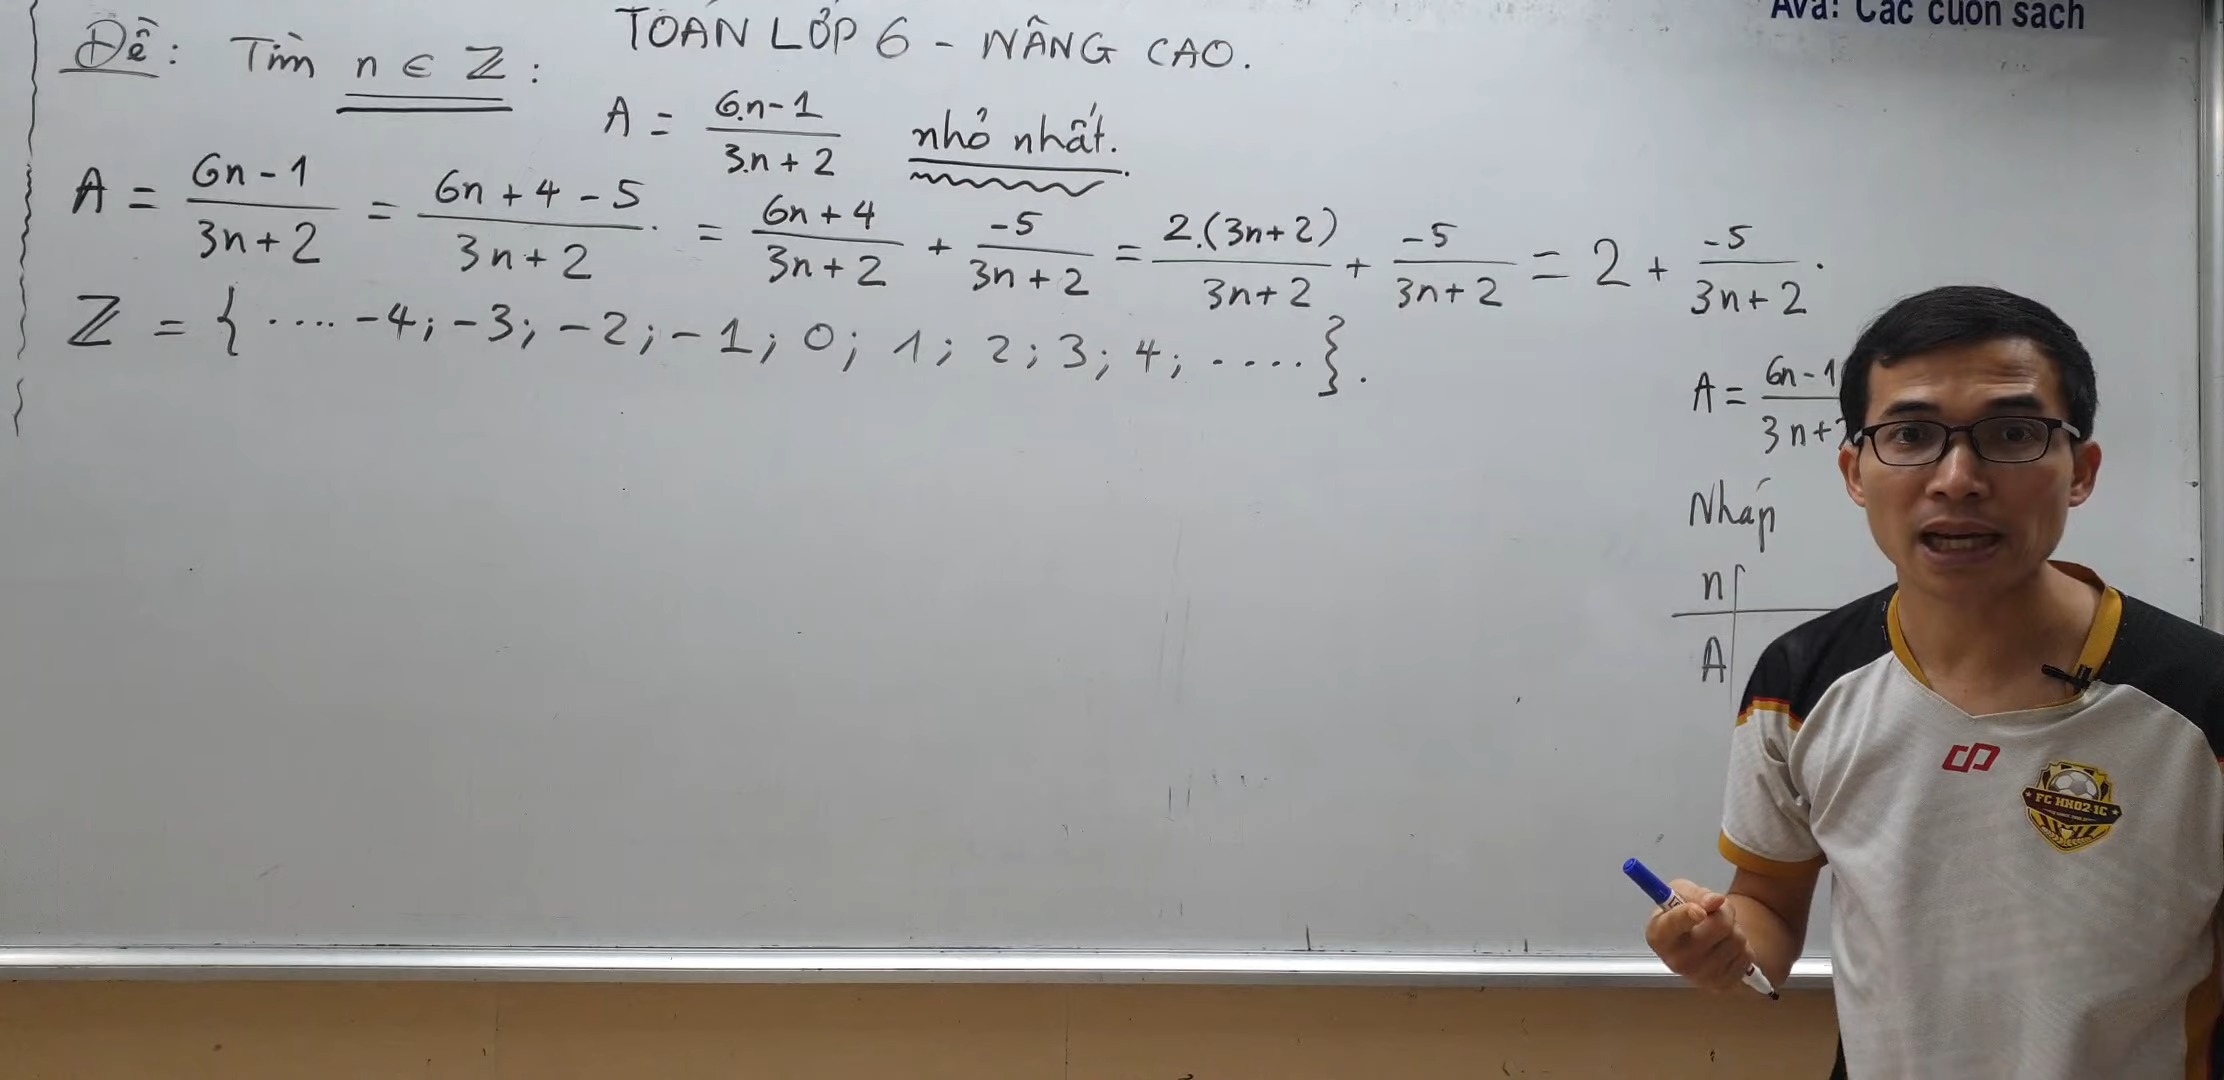 Ava: Các cuốn sách
TOÁN LỚP 6 - NÂNG CAO.
Đề: Tìm n ∈ Z :
A = (6.n-1)/(3.n+2) nhỏ nhất.
A = (6n-1)/(3n+2) = (6n+4-5)/(3n+2) = (6n+4)/(3n+2) + (-5)/(3n+2) = (2.(3n+2))/(3n+2) + (-5)/(3n+2) = 2 + (-5)/(3n+2).
Z = { .... -4; -3; -2; -1; 0; 1; 2; 3; 4; .... }.
A = (6n-1)/(3n+
Nháp
n
A
FC HH02-1C